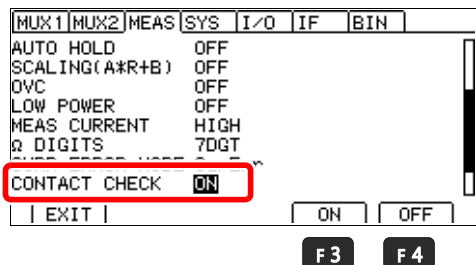 MUX1 MUX2 MEAS SYS I/O IF BIN
AUTO HOLD OFF
SCALING(A*R+B) OFF
OVC OFF
LOW POWER OFF
MEAS CURRENT HIGH
Ω DIGITS 7DGT
CONTACT CHECK ON
EXIT ON OFF
F3 F4